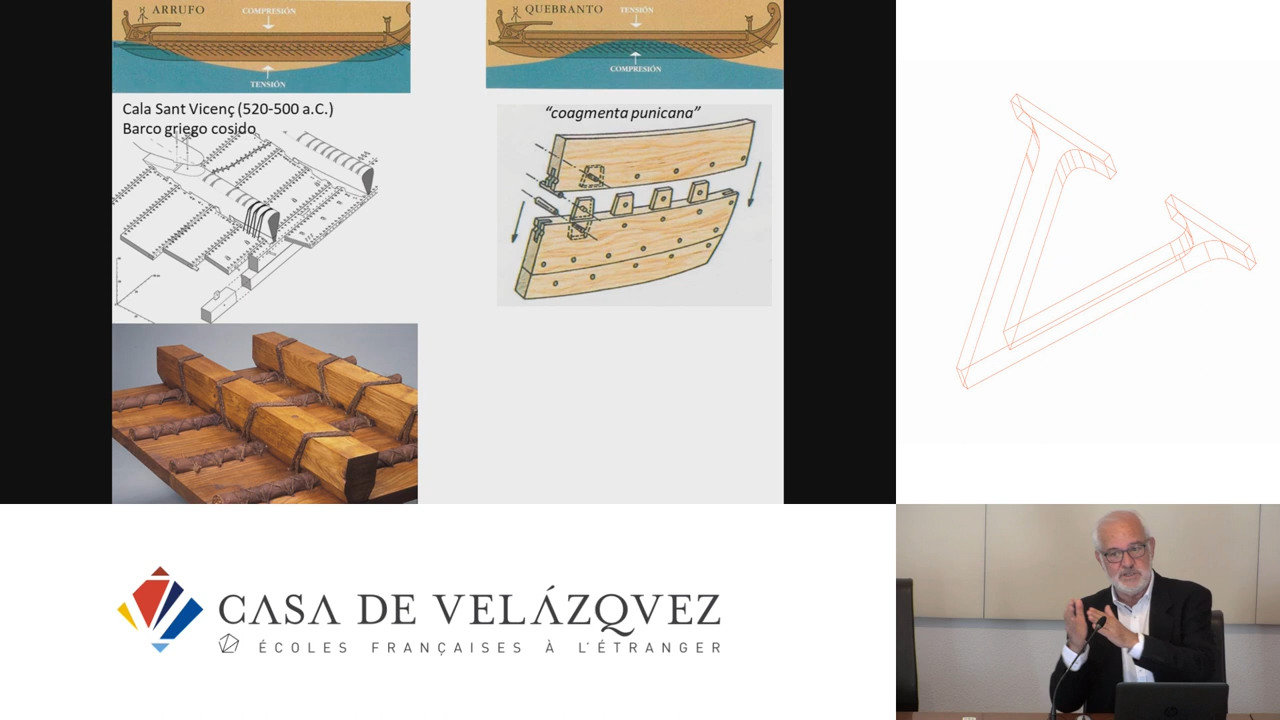 ARRUFO
COMPRESIÓN
TENSIÓN
QUEBRANTO
TENSIÓN
COMPRESIÓN
Cala Sant Vicenç (520-500 a.C.)
Barco griego cosido
“coagmenta punicana”
CASA DE VELÁZQVEZ
ÉCOLES FRANÇAISES À L'ÉTRANGER